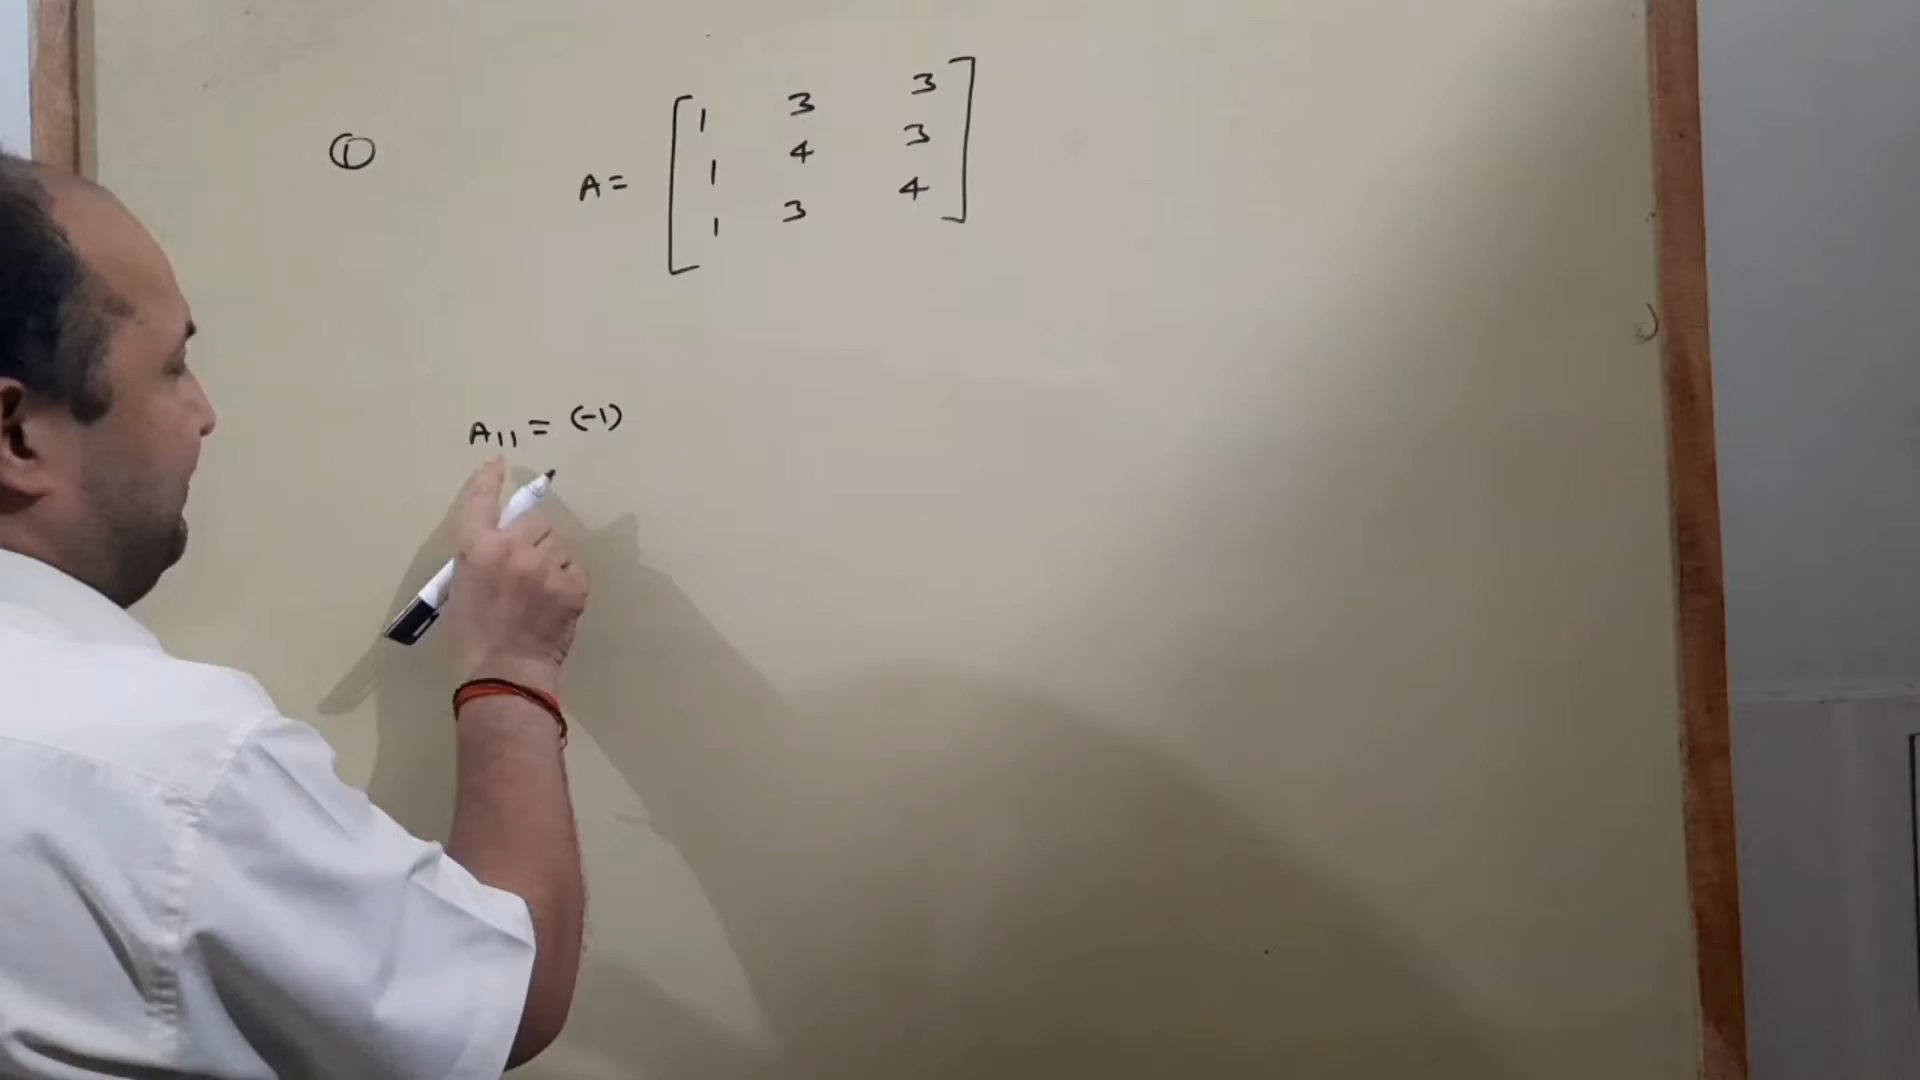 ①
A = [ 1 3 3
1 4 3
1 3 4 ]
A11 = (-1)